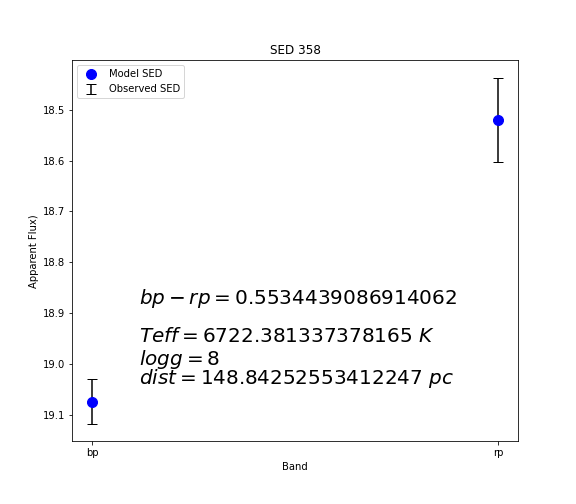 SED 358
Model SED
Observed SED
18.5
18.6
18.7
18.8
18.9
19.0
19.1
Apparent Flux)
bp − rp = 0.5534439086914062
Teff = 6722.381337378165 K
logg = 8
dist = 148.84252553412247 pc
bp
rp
Band